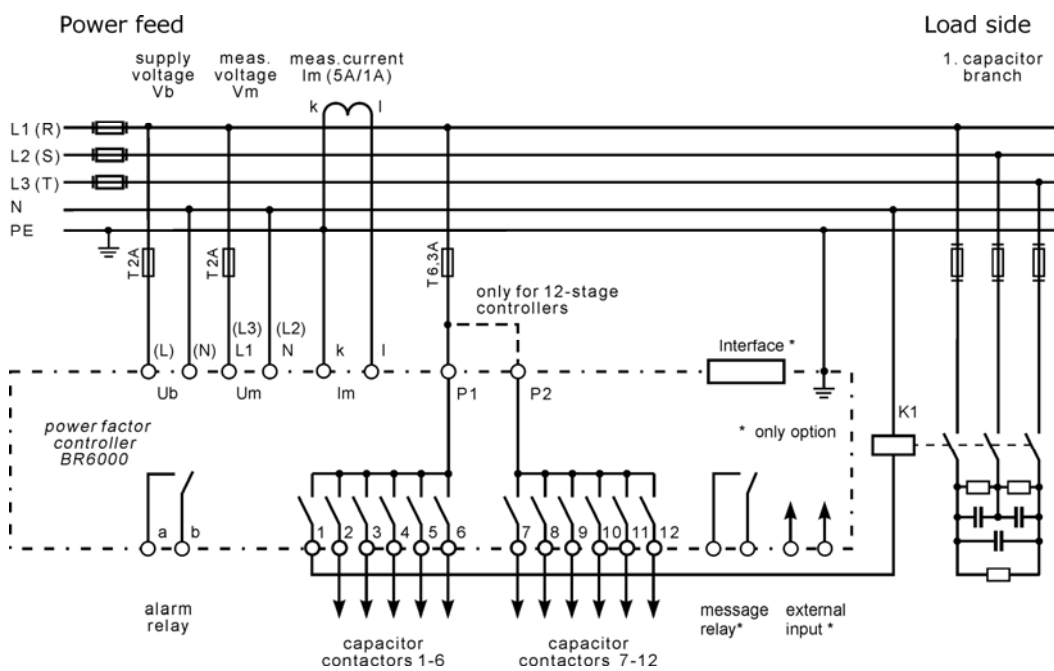 Power feed
Load side
supply
voltage
Vb
meas.
voltage
Vm
meas.current
Im (5A/1A)
1. capacitor
branch
k
l
L1 (R)
L2 (S)
L3 (T)
N
PE
T2A
T2A
T6,3A
only for 12-stage
controllers
(L)
(N)
(L3)
L1
(L2)
N
k
l
Interface *
Ub
Um
Im
P1
P2
K1
power factor
controller
BR6000
* only option
a
b
1
2
3
4
5
6
7
8
9
10
11
12
alarm
relay
capacitor
contactors 1-6
capacitor
contactors 7-12
message
relay*
external
input *